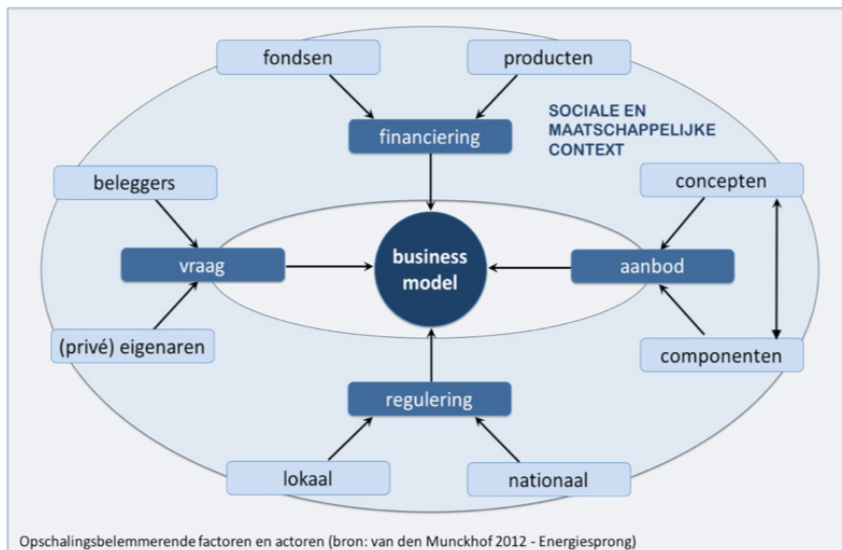 fondsen
producten
SOCIALE EN
MAATSCHAPPELIJKE
CONTEXT
financiering
beleggers
concepten
vraag
business
model
aanbod
(privé) eigenaren
componenten
regulering
lokaal
nationaal
Opschalingsbelemmerende factoren en actoren (bron: van den Munckhof 2012 - Energiesprong)